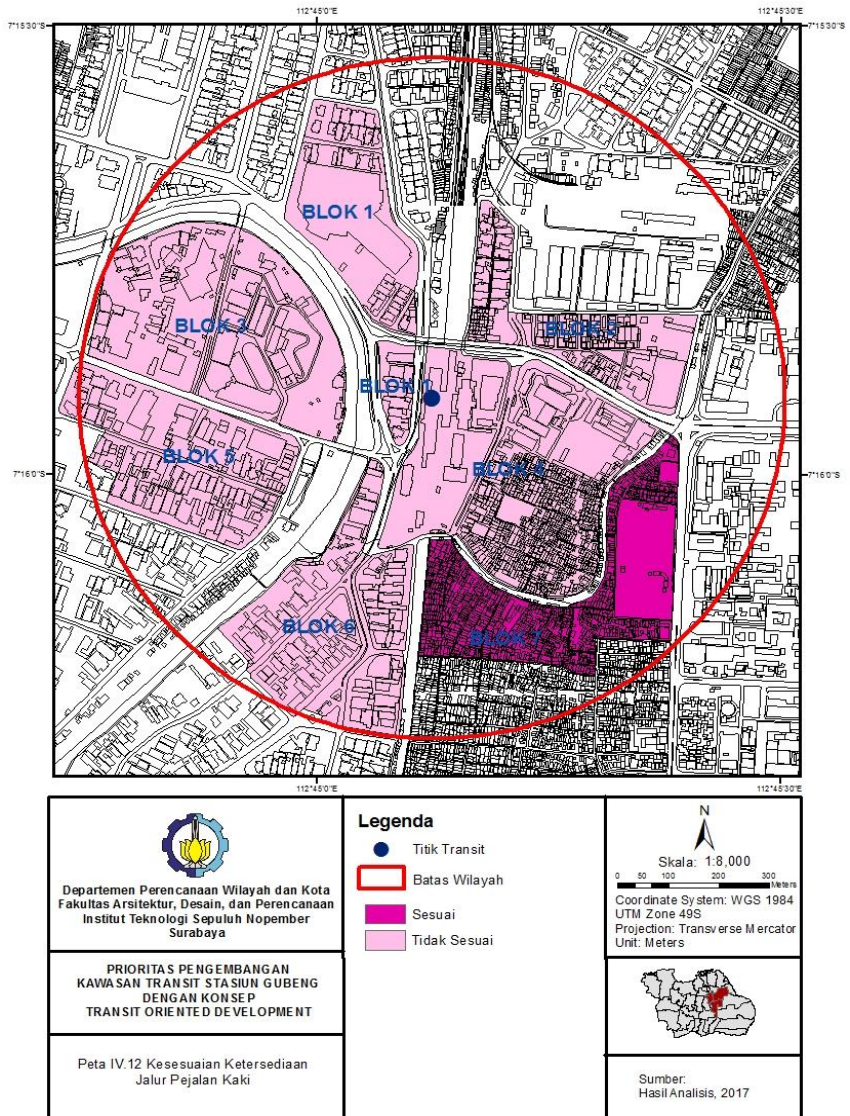 112°45'0"E
112°45'30"E
7°15'30"S
7°15'30"S
BLOK 1
BLOK 2
BLOK 3
BLOK 1
BLOK 4
BLOK 5
7°16'0"S
7°16'0"S
BLOK 6
BLOK 7
112°45'0"E
112°45'30"E
Departemen Perencanaan Wilayah dan Kota
Fakultas Arsitektur, Desain, dan Perencanaan
Institut Teknologi Sepuluh Nopember
Surabaya
PRIORITAS PENGEMBANGAN
KAWASAN TRANSIT STASIUN GUBENG
DENGAN KONSEP
TRANSIT ORIENTED DEVELOPMENT
Peta IV.12 Kesesuaian Ketersediaan
Jalur Pejalan Kaki
Legenda
Titik Transit
Batas Wilayah
Sesuai
Tidak Sesuai
N
Skala: 1:8,000
0 50 100 200 300
Meters
Coordinate System: WGS 1984
UTM Zone 49S
Projection: Transverse Mercator
Unit: Meters
Sumber:
Hasil Analisis, 2017